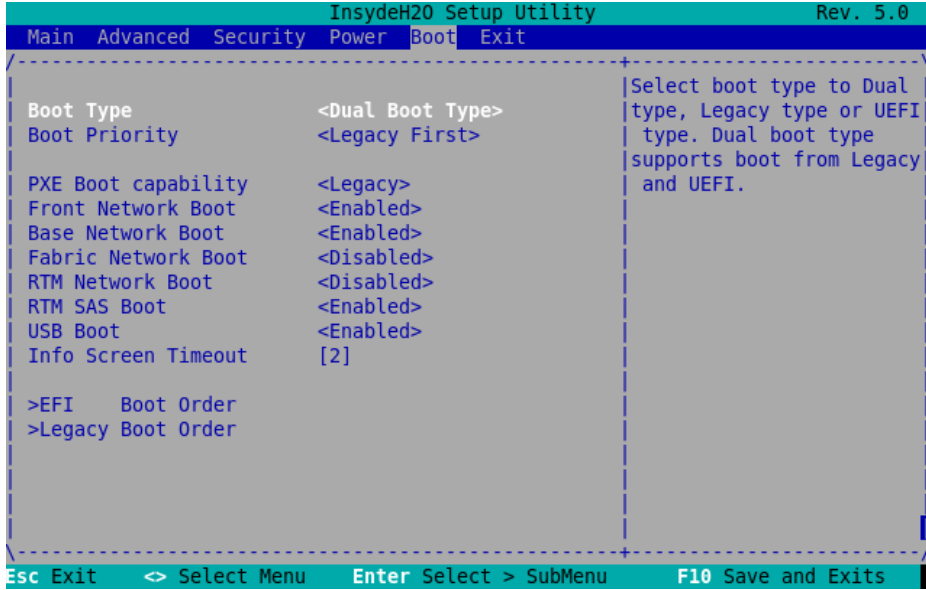 InsydeH2O Setup Utility Rev. 5.0
Main Advanced Security Power Boot Exit
Boot Type <Dual Boot Type>
Boot Priority <Legacy First>
PXE Boot capability <Legacy>
Front Network Boot <Enabled>
Base Network Boot <Enabled>
Fabric Network Boot <Disabled>
RTM Network Boot <Disabled>
RTM SAS Boot <Enabled>
USB Boot <Enabled>
Info Screen Timeout [2]
>EFI Boot Order
>Legacy Boot Order
Select boot type to Dual
type, Legacy type or UEFI
type. Dual boot type
supports boot from Legacy
and UEFI.
Esc Exit <> Select Menu Enter Select > SubMenu F10 Save and Exits